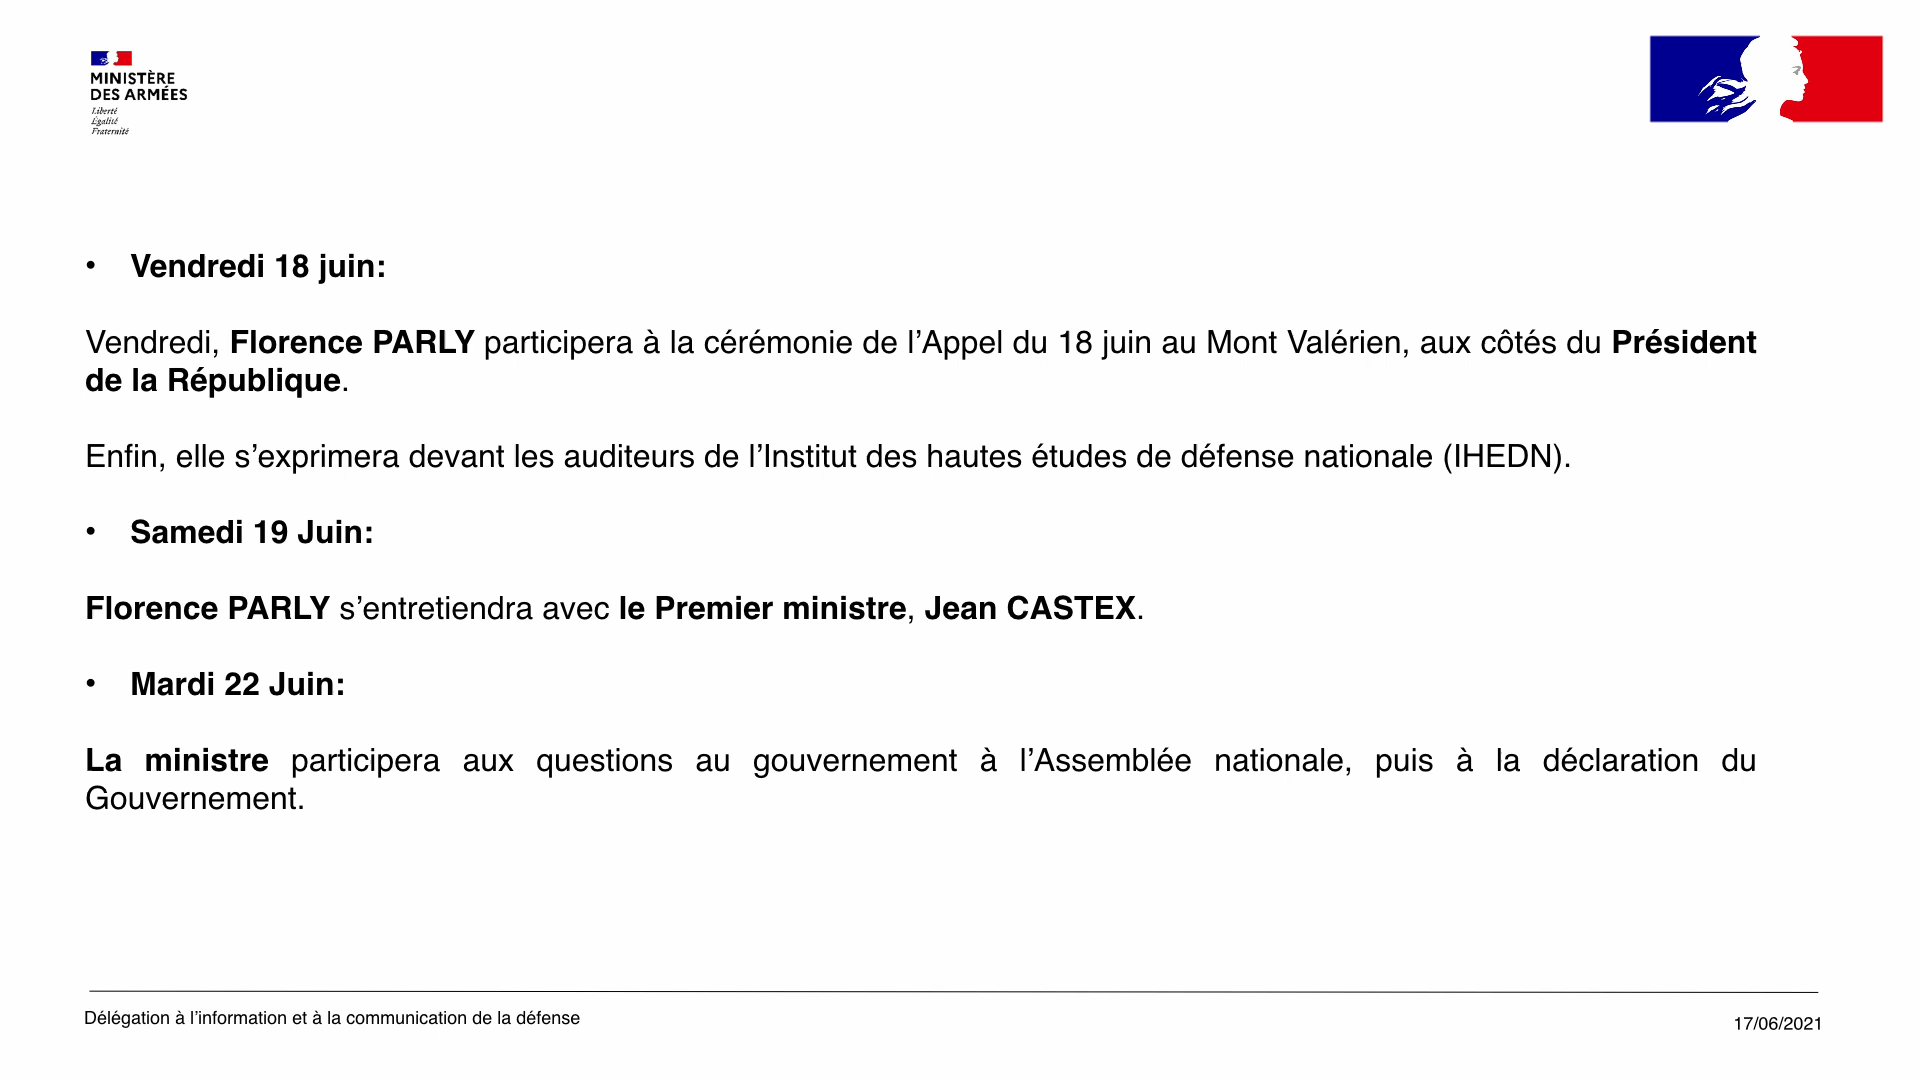 MINISTÈRE
DES ARMÉES
Liberté
Égalité
Fraternité
• Vendredi 18 juin:
Vendredi, Florence PARLY participera à la cérémonie de l’Appel du 18 juin au Mont Valérien, aux côtés du Président
de la République.
Enfin, elle s’exprimera devant les auditeurs de l’Institut des hautes études de défense nationale (IHEDN).
• Samedi 19 Juin:
Florence PARLY s’entretiendra avec le Premier ministre, Jean CASTEX.
• Mardi 22 Juin:
La ministre participera aux questions au gouvernement à l’Assemblée nationale, puis à la déclaration du
Gouvernement.
Délégation à l’information et à la communication de la défense
17/06/2021